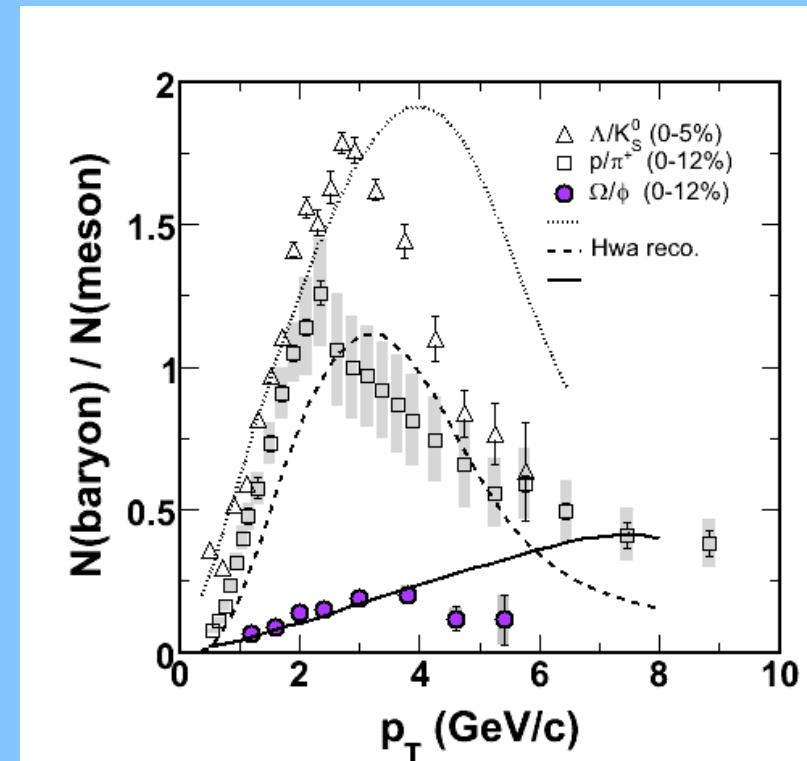 2
1.5
1
0.5
0
0 2 4 6 8 10
N(baryon) / N(meson)
p_T (GeV/c)
Λ/K⁰_S (0-5%)
p/π⁺ (0-12%)
Ω/ϕ (0-12%)
Hwa reco.